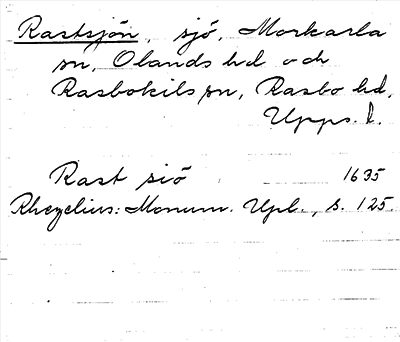 Rastsjön, sjö, Morkarla
sn, Olands hd och
Rasbokils sn, Rasbo hd,
Upps. l.
Rast siö 1635
Rhezelius: Monum. Upl., s. 125.